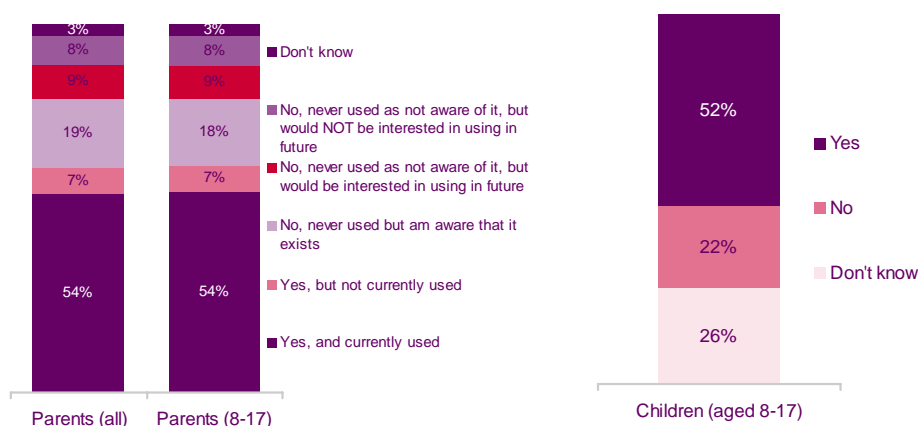 3%
8%
9%
19%
7%
54%
Parents (all)
3%
8%
9%
18%
7%
54%
Parents (8-17)
Don't know
No, never used as not aware of it, but
would NOT be interested in using in
future
No, never used as not aware of it, but
would be interested in using in future
No, never used but am aware that it
exists
Yes, but not currently used
Yes, and currently used
52%
22%
26%
Children (aged 8-17)
Yes
No
Don't know